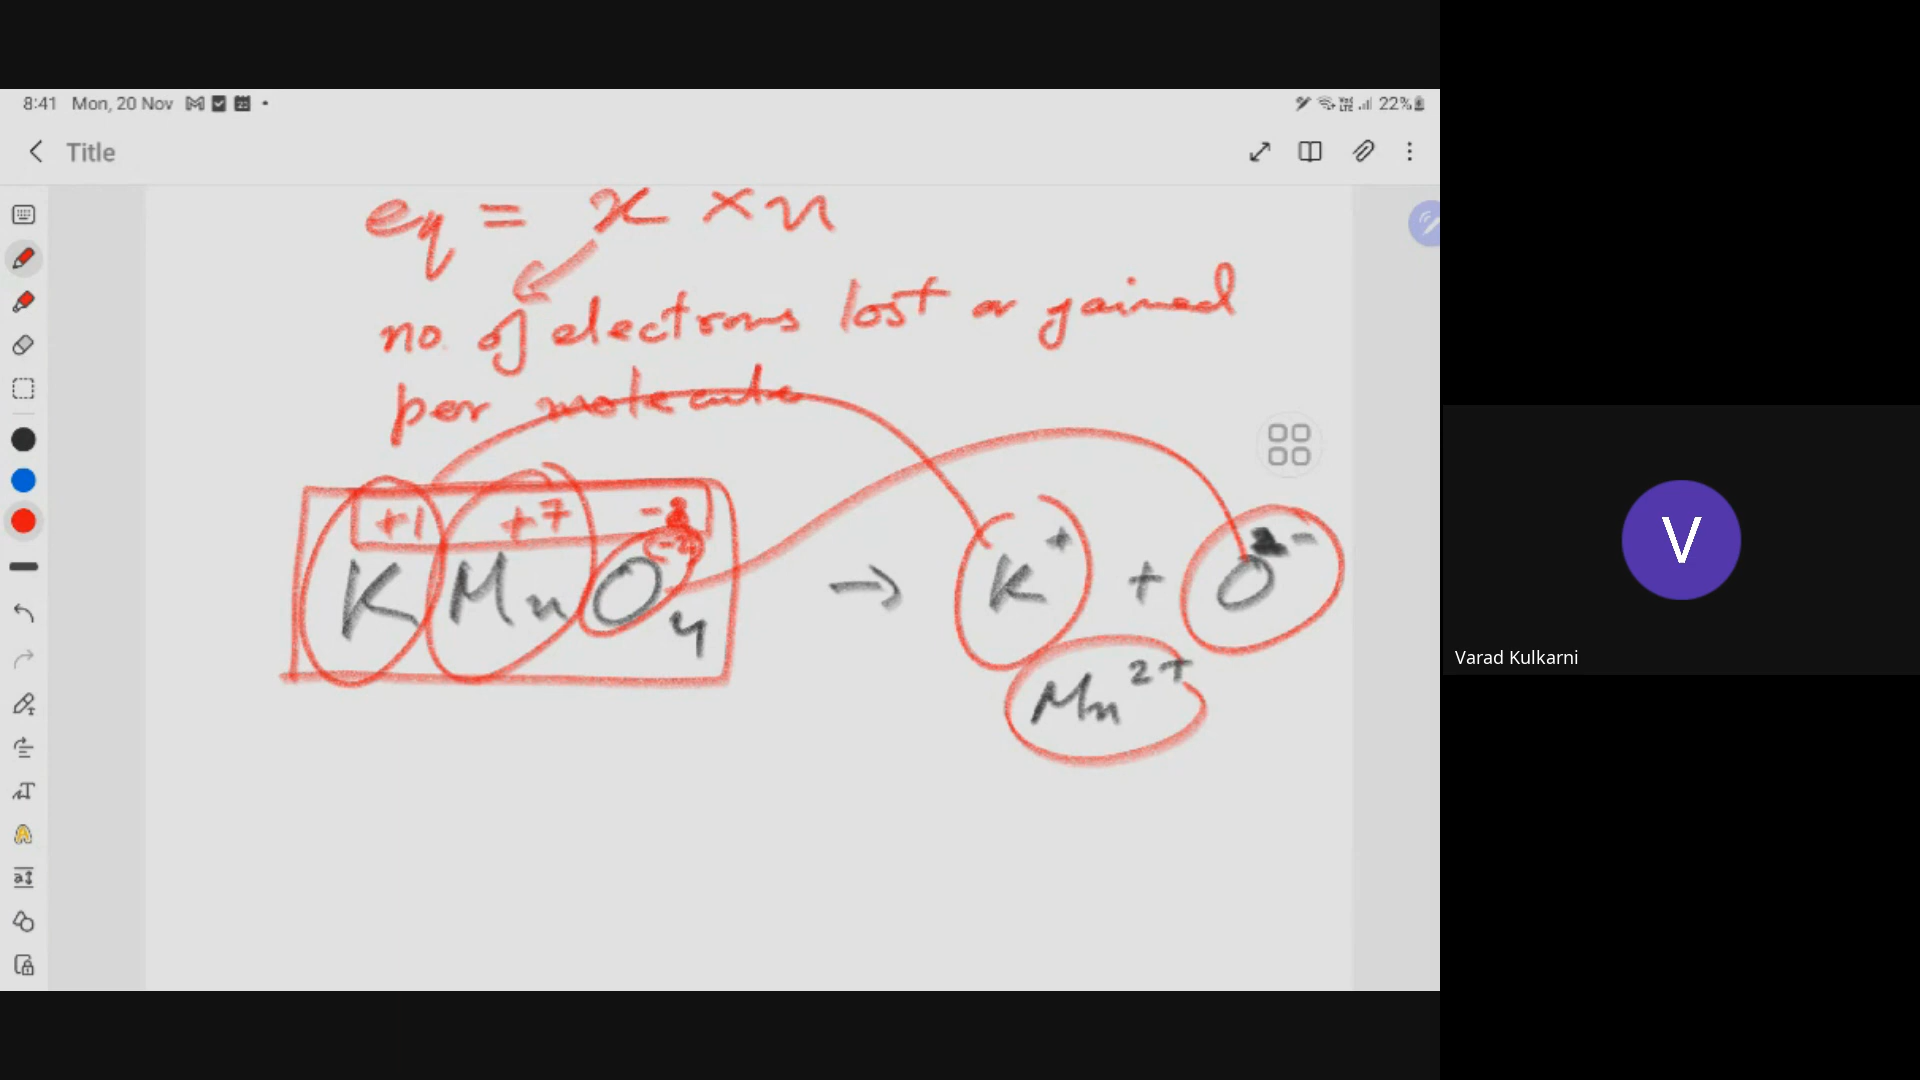 8:41 Mon, 20 Nov 22%
Title
eq = x × n
no. of electrons lost or gained
per molecule
+1 +7
(-2)
KMnO4 → K+ + O2-
Mn2+
V
Varad Kulkarni